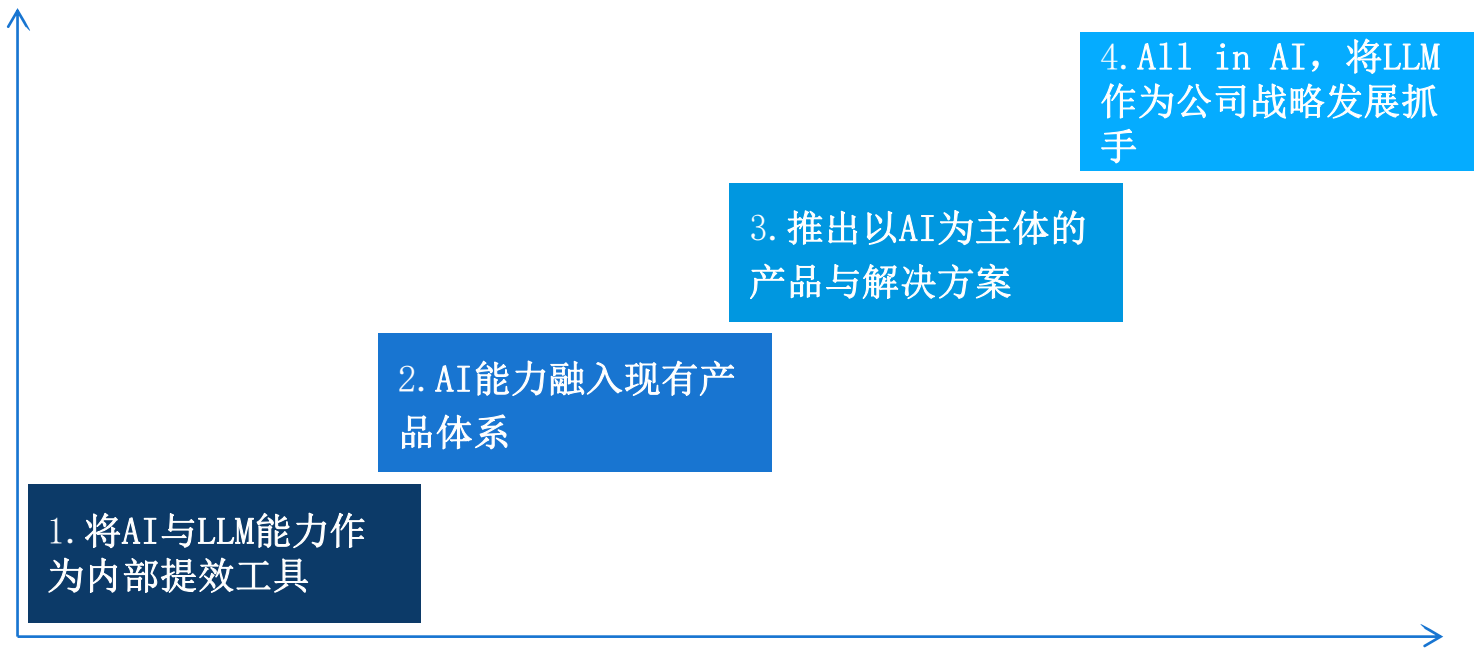 4.All in AI，将LLM
作为公司战略发展抓
手
3.推出以AI为主体的
产品与解决方案
2.AI能力融入现有产
品体系
1.将AI与LLM能力作
为内部提效工具